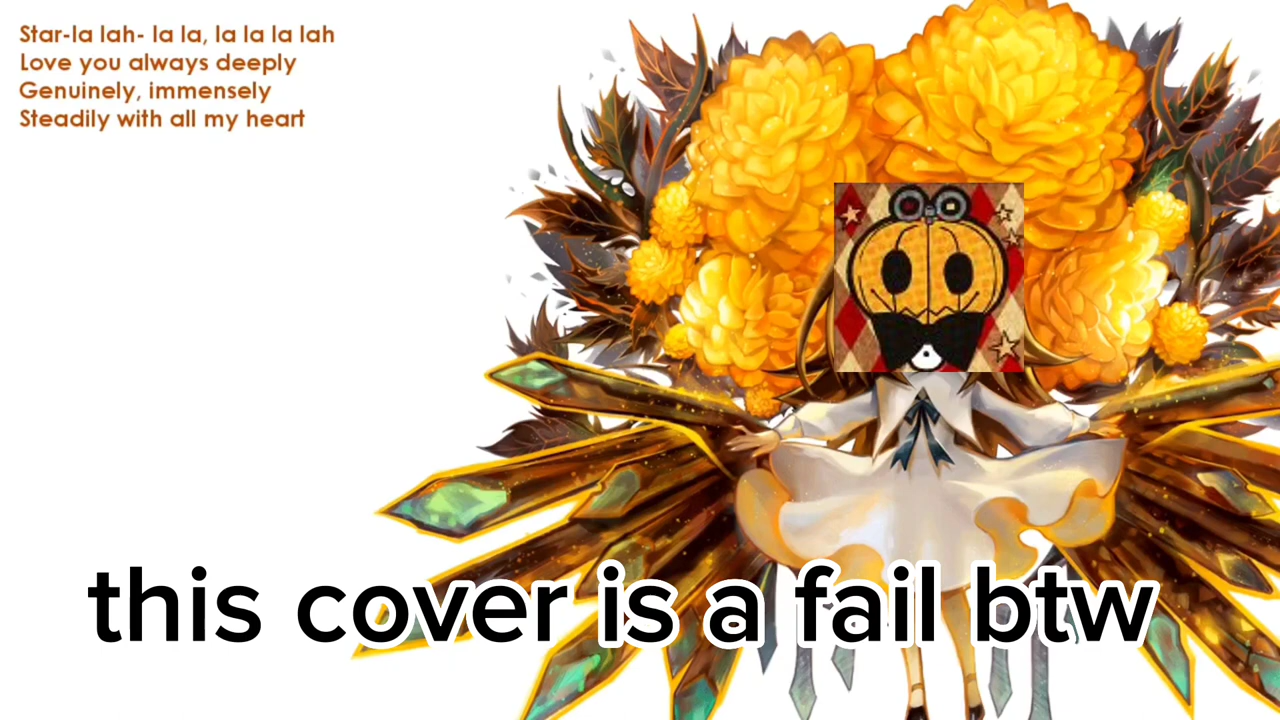 Star-la lah- la la, la la la lah
Love you always deeply
Genuinely, immensely
Steadily with all my heart
this cover is a fail btw